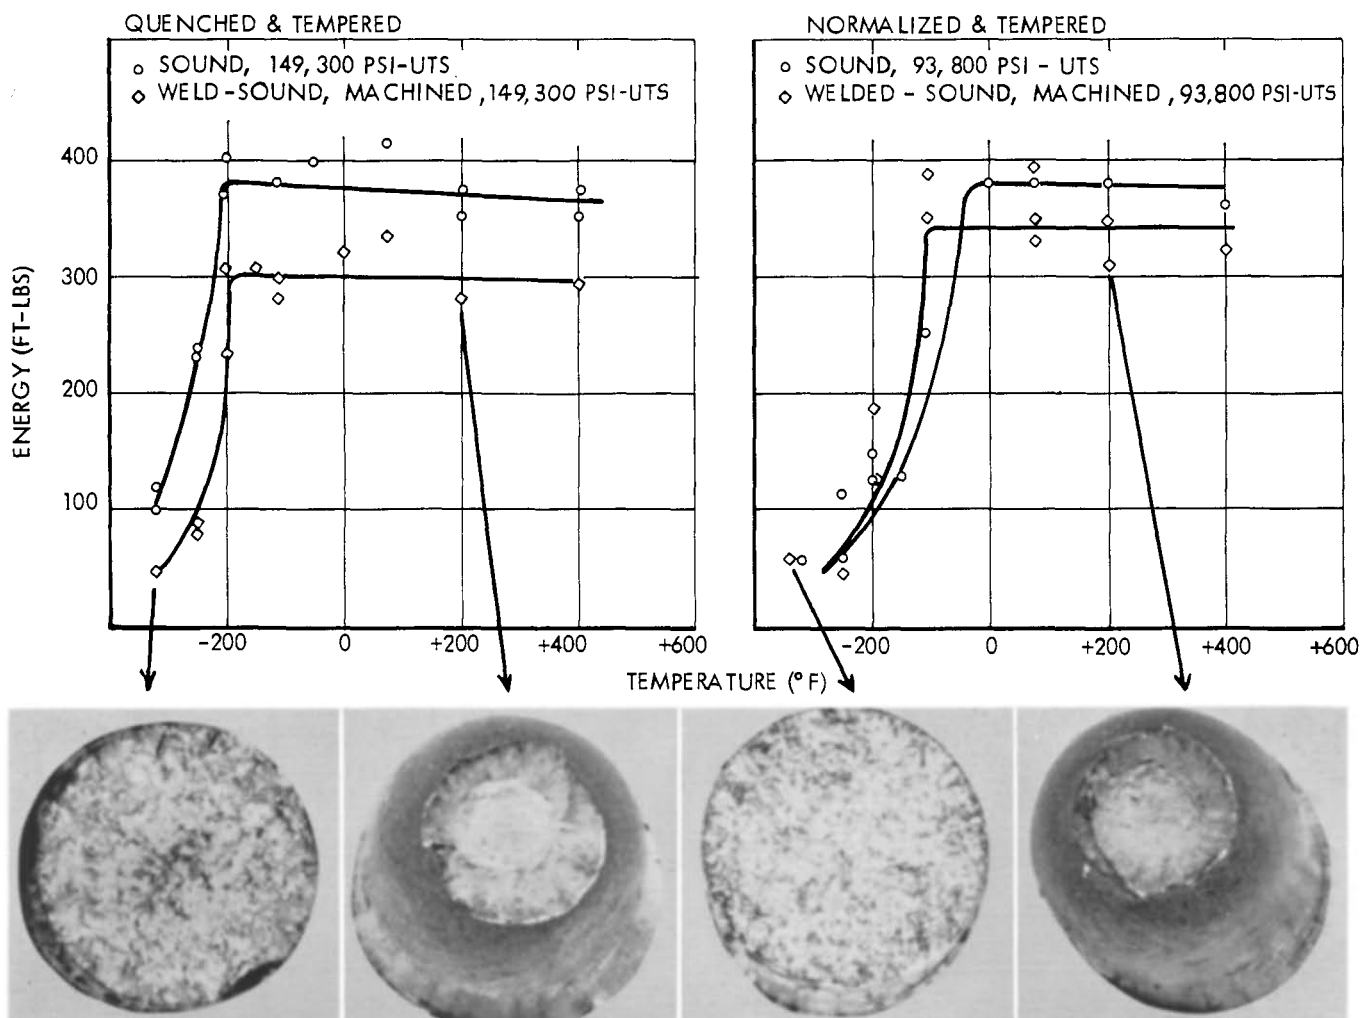 QUENCHED & TEMPERED
SOUND, 149,300 PSI-UTS
WELD-SOUND, MACHINED, 149,300 PSI-UTS
NORMALIZED & TEMPERED
SOUND, 93,800 PSI - UTS
WELDED - SOUND, MACHINED, 93,800 PSI-UTS
ENERGY (FT-LBS)
400
300
200
100
-200 0 +200 +400 +600
-200 0 +200 +400 +600
TEMPERATURE (°F)